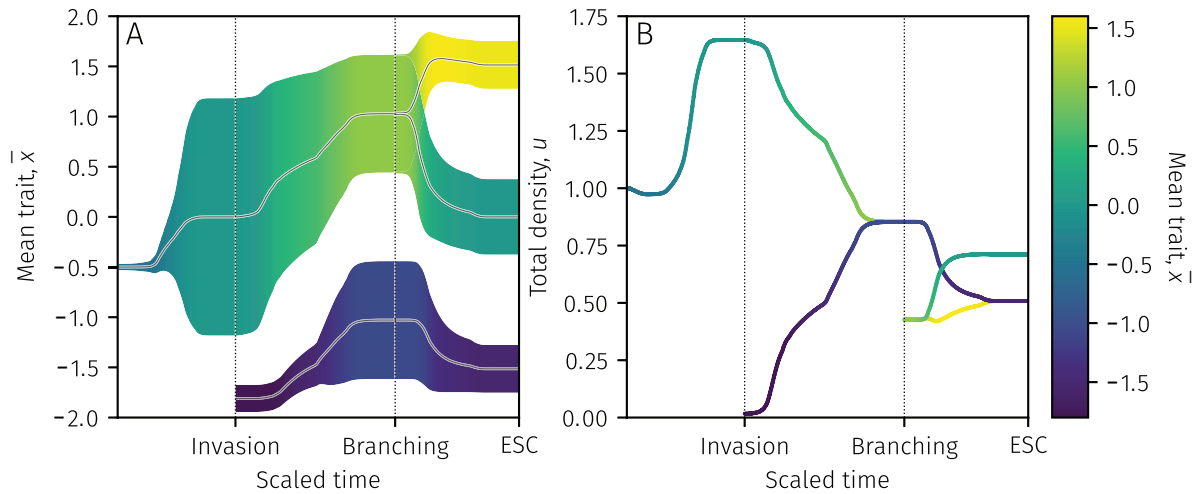 A
2.0
1.5
1.0
0.5
0.0
−0.5
−1.0
−1.5
−2.0
Mean trait, x̅
Invasion
Branching
ESC
Scaled time
B
1.75
1.50
1.25
1.00
0.75
0.50
0.25
0.00
Total density, u
Invasion
Branching
ESC
Scaled time
1.5
1.0
0.5
0.0
−0.5
−1.0
−1.5
Mean trait, x̅